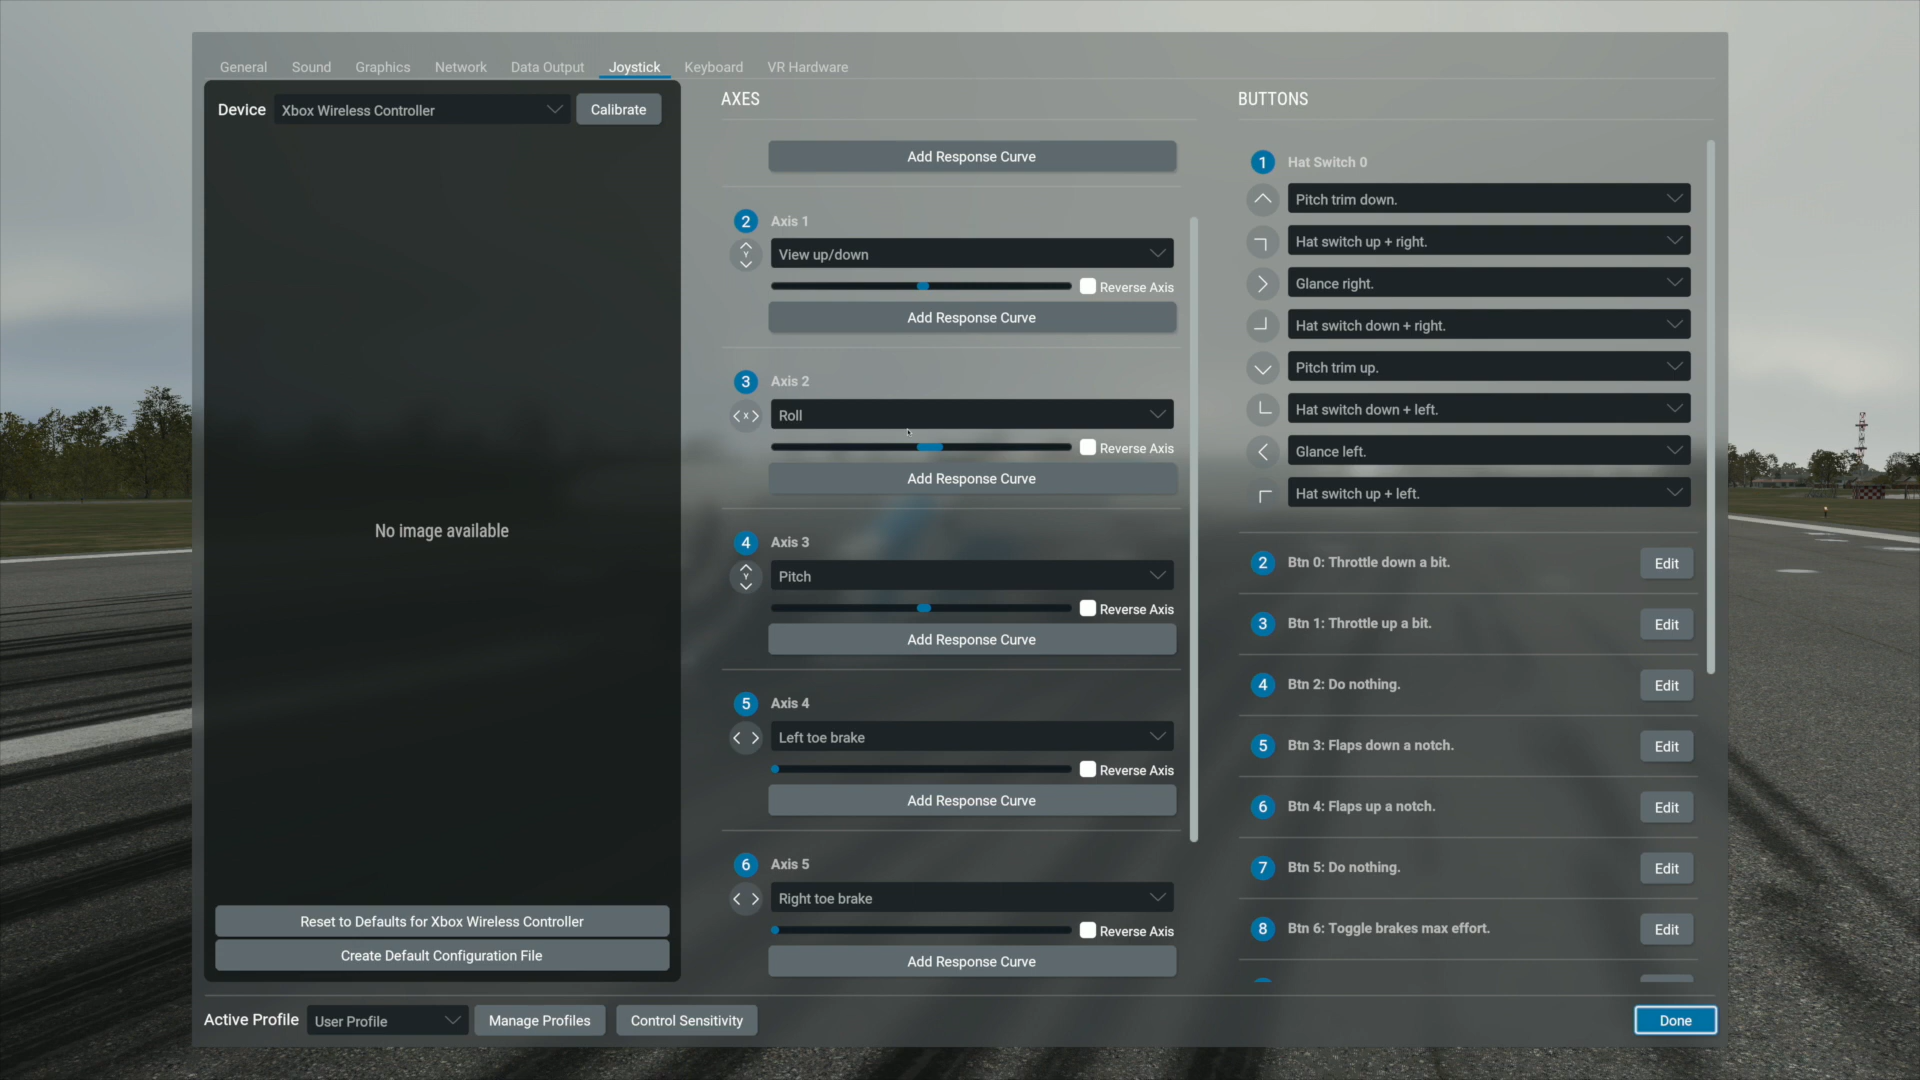 General Sound Graphics Network Data Output Joystick Keyboard VR Hardware
Device Xbox Wireless Controller Calibrate
No image available
Reset to Defaults for Xbox Wireless Controller
Create Default Configuration File
AXES
Add Response Curve
2 Axis 1
Y View up/down
Reverse Axis
Add Response Curve
3 Axis 2
X Roll
Reverse Axis
Add Response Curve
4 Axis 3
Y Pitch
Reverse Axis
Add Response Curve
5 Axis 4
Left toe brake
Reverse Axis
Add Response Curve
6 Axis 5
Right toe brake
Reverse Axis
Add Response Curve
BUTTONS
1 Hat Switch 0
Pitch trim down.
Hat switch up + right.
Glance right.
Hat switch down + right.
Pitch trim up.
Hat switch down + left.
Glance left.
Hat switch up + left.
2 Btn 0: Throttle down a bit. Edit
3 Btn 1: Throttle up a bit. Edit
4 Btn 2: Do nothing. Edit
5 Btn 3: Flaps down a notch. Edit
6 Btn 4: Flaps up a notch. Edit
7 Btn 5: Do nothing. Edit
8 Btn 6: Toggle brakes max effort. Edit
Active Profile User Profile Manage Profiles Control Sensitivity Done